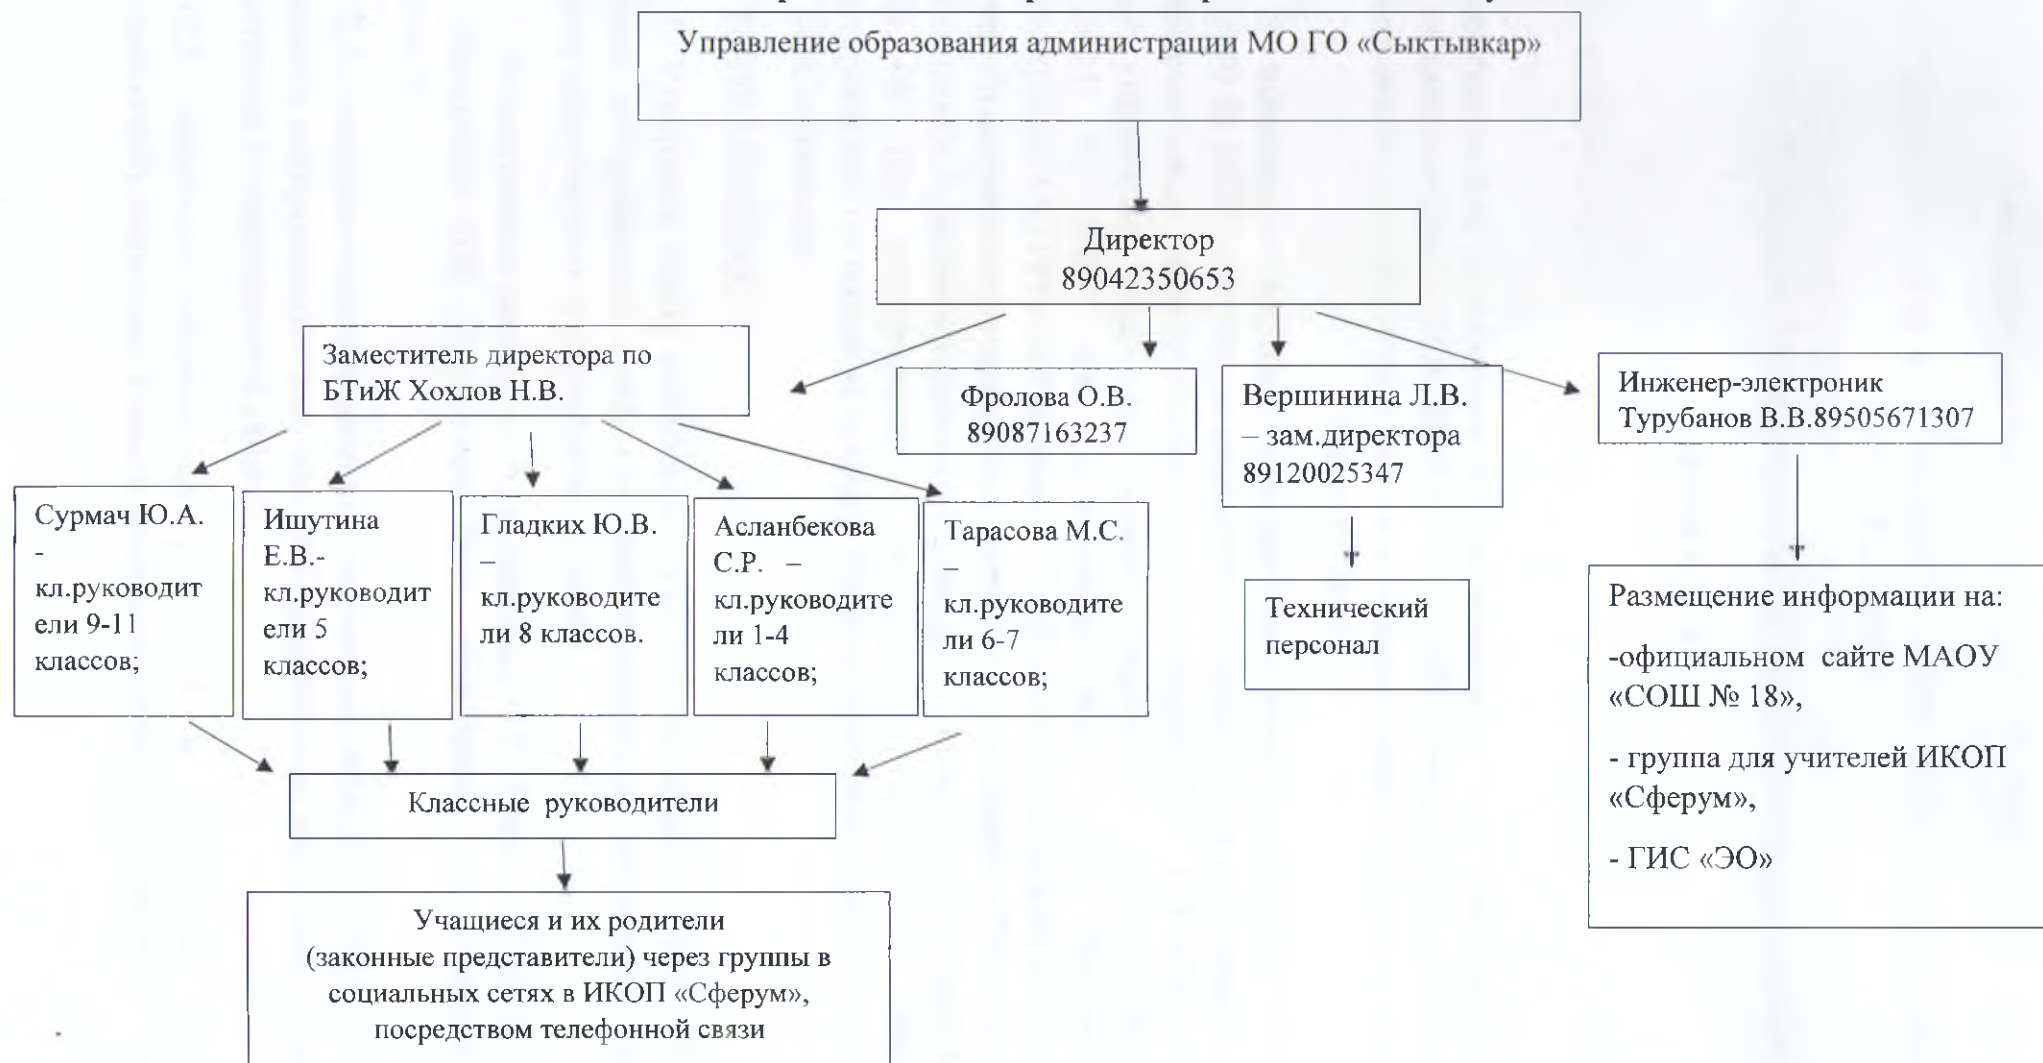 Управление образования администрации МО ГО «Сыктывкар»
Директор
89042350653
Заместитель директора по
БТиЖ Хохлов Н.В.
Фролова О.В.
89087163237
Вершинина Л.В.
– зам.директора
89120025347
Инженер-электроник
Турубанов В.В.89505671307
Сурмач Ю.А.
-
кл.руководит
ели 9-11
классов;
Ишутина
Е.В.-
кл.руководит
ели 5
классов;
Гладких Ю.В.
–
кл.руководите
ли 8 классов.
Асланбекова
С.Р. –
кл.руководите
ли 1-4
классов;
Тарасова М.С.
–
кл.руководите
ли 6-7
классов;
Технический
персонал
Размещение информации на:
-официальном сайте МАОУ
«СОШ № 18»,
- группа для учителей ИКОП
«Сферум»,
- ГИС «ЭО»
Классные руководители
Учащиеся и их родители
(законные представители) через группы в
социальных сетях в ИКОП «Сферум»,
посредством телефонной связи